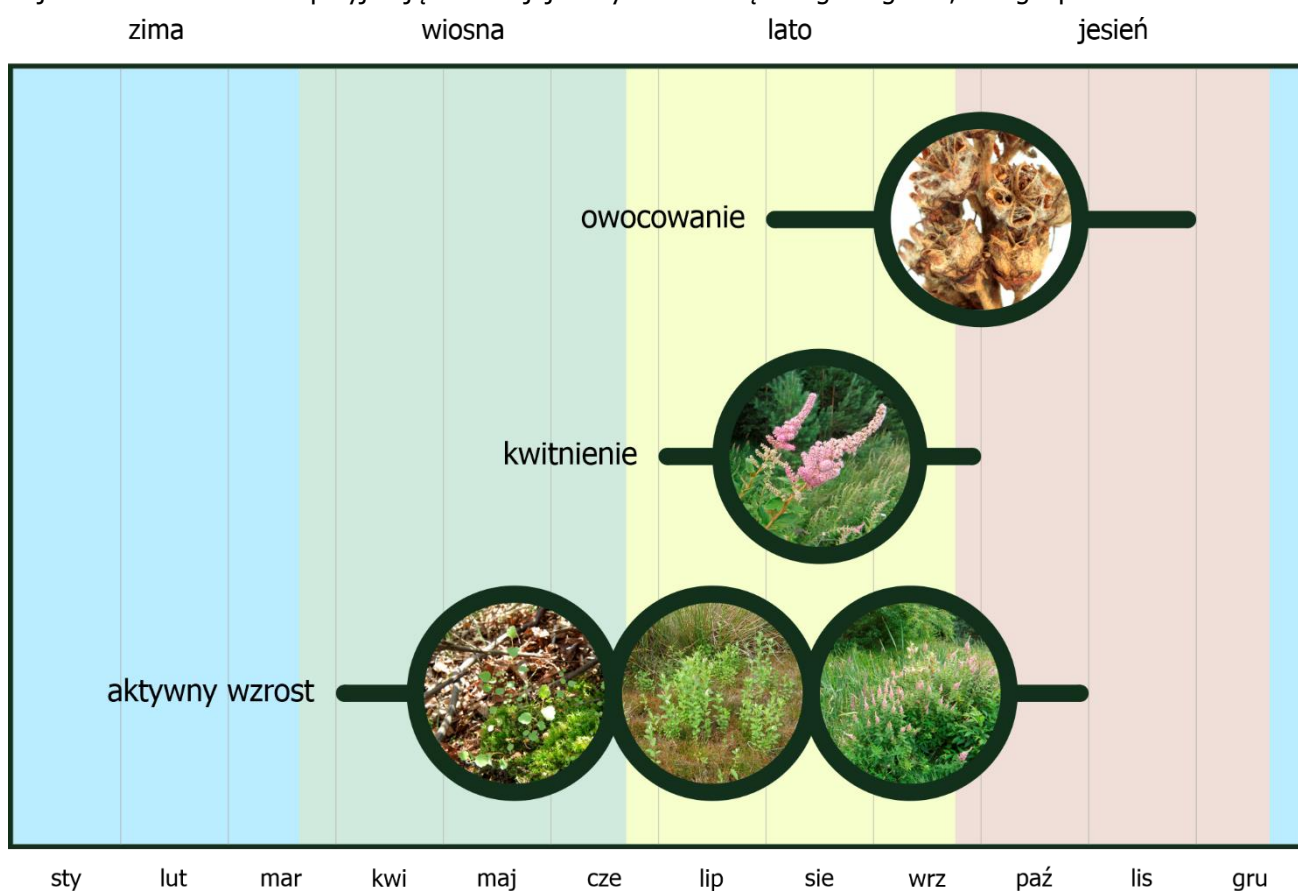 zima wiosna lato jesień
owocowanie
kwitnienie
aktywny wzrost
sty lut mar kwi maj cze lip sie wrz paź lis gru